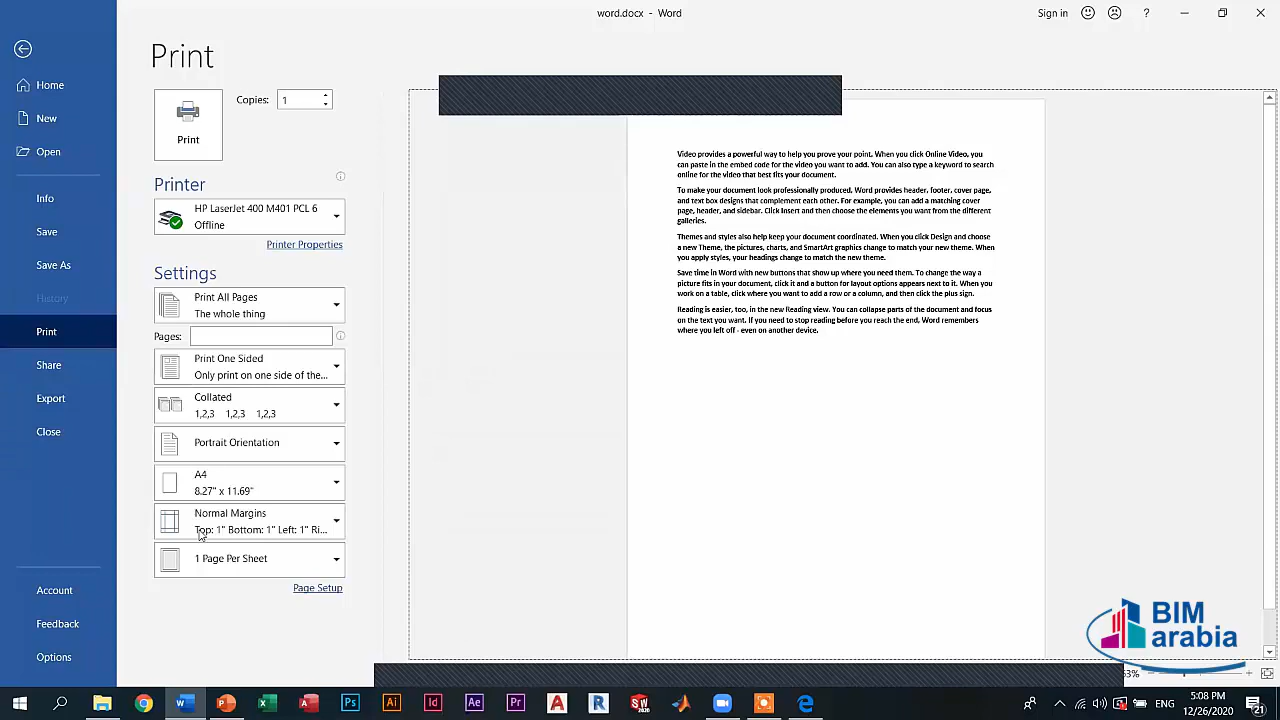 word.docx - Word
Sign in
?
Print
Home
New
Open
Info
Save
Save As
History
Print
Share
Export
Close
Account
Feedback
Options
Print
Copies: 1
Printer
HP LaserJet 400 M401 PCL 6
Offline
Printer Properties
Settings
Print All Pages
The whole thing
Pages:
Print One Sided
Only print on one side of the...
Collated
1,2,3 1,2,3 1,2,3
Portrait Orientation
A4
8.27" x 11.69"
Normal Margins
Top: 1" Bottom: 1" Left: 1" Ri...
1 Page Per Sheet
Page Setup
Video provides a powerful way to help you prove your point. When you click Online Video, you
can paste in the embed code for the video you want to add. You can also type a keyword to search
online for the video that best fits your document.
To make your document look professionally produced, Word provides header, footer, cover page,
and text box designs that complement each other. For example, you can add a matching cover
page, header, and sidebar. Click Insert and then choose the elements you want from the different
galleries.
Themes and styles also help keep your document coordinated. When you click Design and choose
a new Theme, the pictures, charts, and SmartArt graphics change to match your new theme. When
you apply styles, your headings change to match the new theme.
Save time in Word with new buttons that show up where you need them. To change the way a
picture fits in your document, click it and a button for layout options appears next to it. When you
work on a table, click where you want to add a row or a column, and then click the plus sign.
Reading is easier, too, in the new Reading view. You can collapse parts of the document and focus
on the text you want. If you need to stop reading before you reach the end, Word remembers
where you left off - even on another device.
BIM
arabia
Ps Ai Id Ae Pr A R SW 2020
ENG
5:08 PM
12/26/2020
21